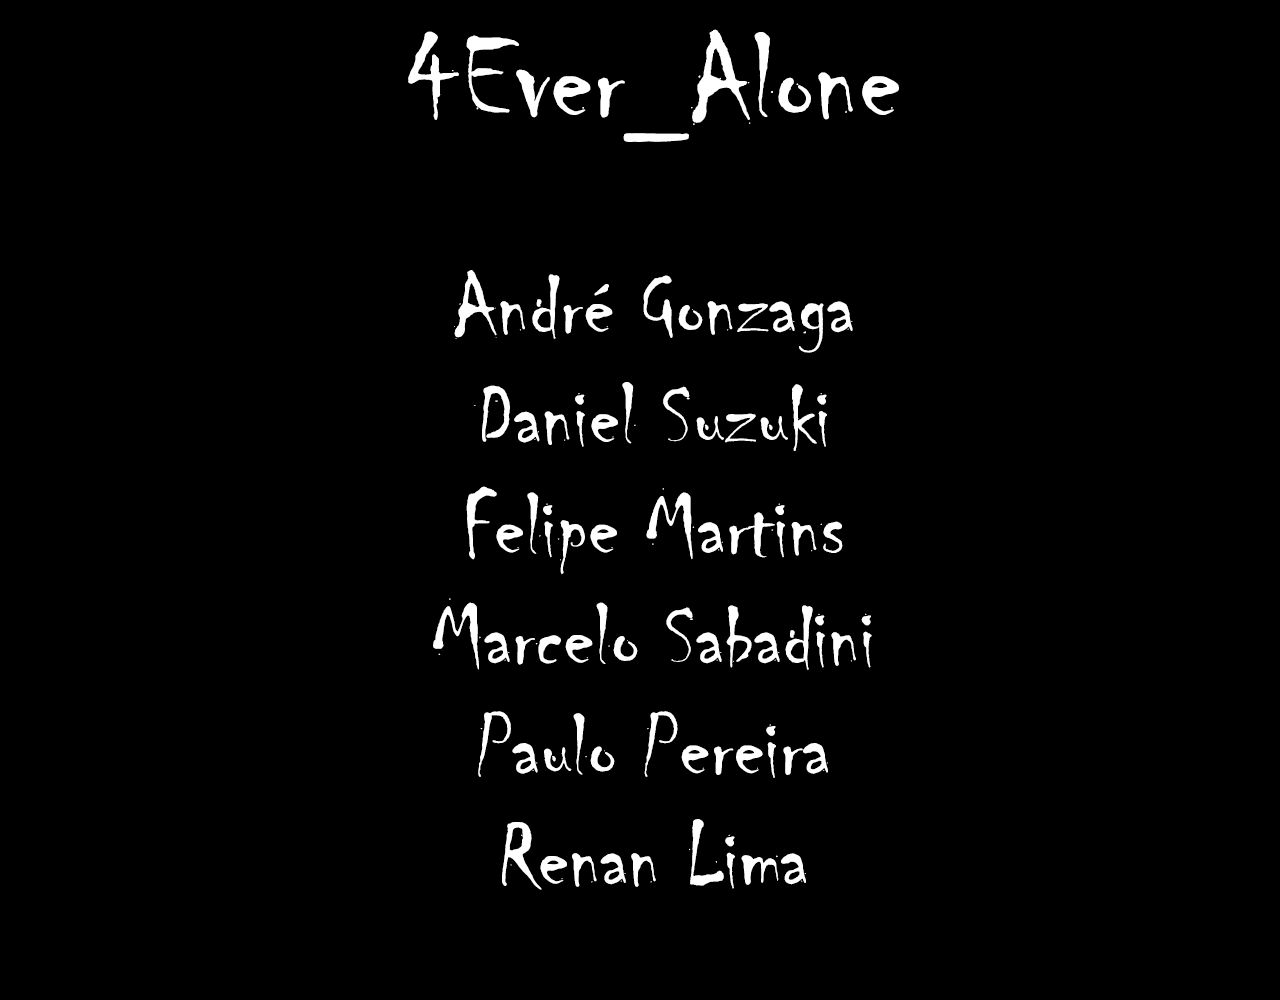 4Ever_Alone
André Gonzaga
Daniel Suzuki
Felipe Martins
Marcelo Sabadini
Paulo Pereira
Renan Lima